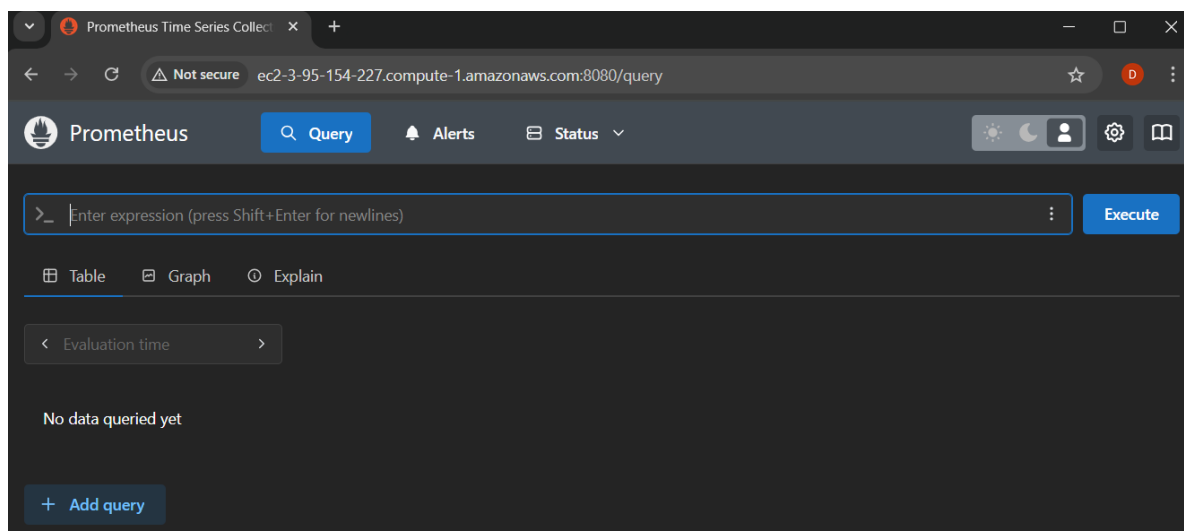 Prometheus Time Series Collect
Not secure ec2-3-95-154-227.compute-1.amazonaws.com:8080/query D
Prometheus Query Alerts Status
>_ Enter expression (press Shift+Enter for newlines) Execute
Table Graph Explain
Evaluation time
No data queried yet
+ Add query